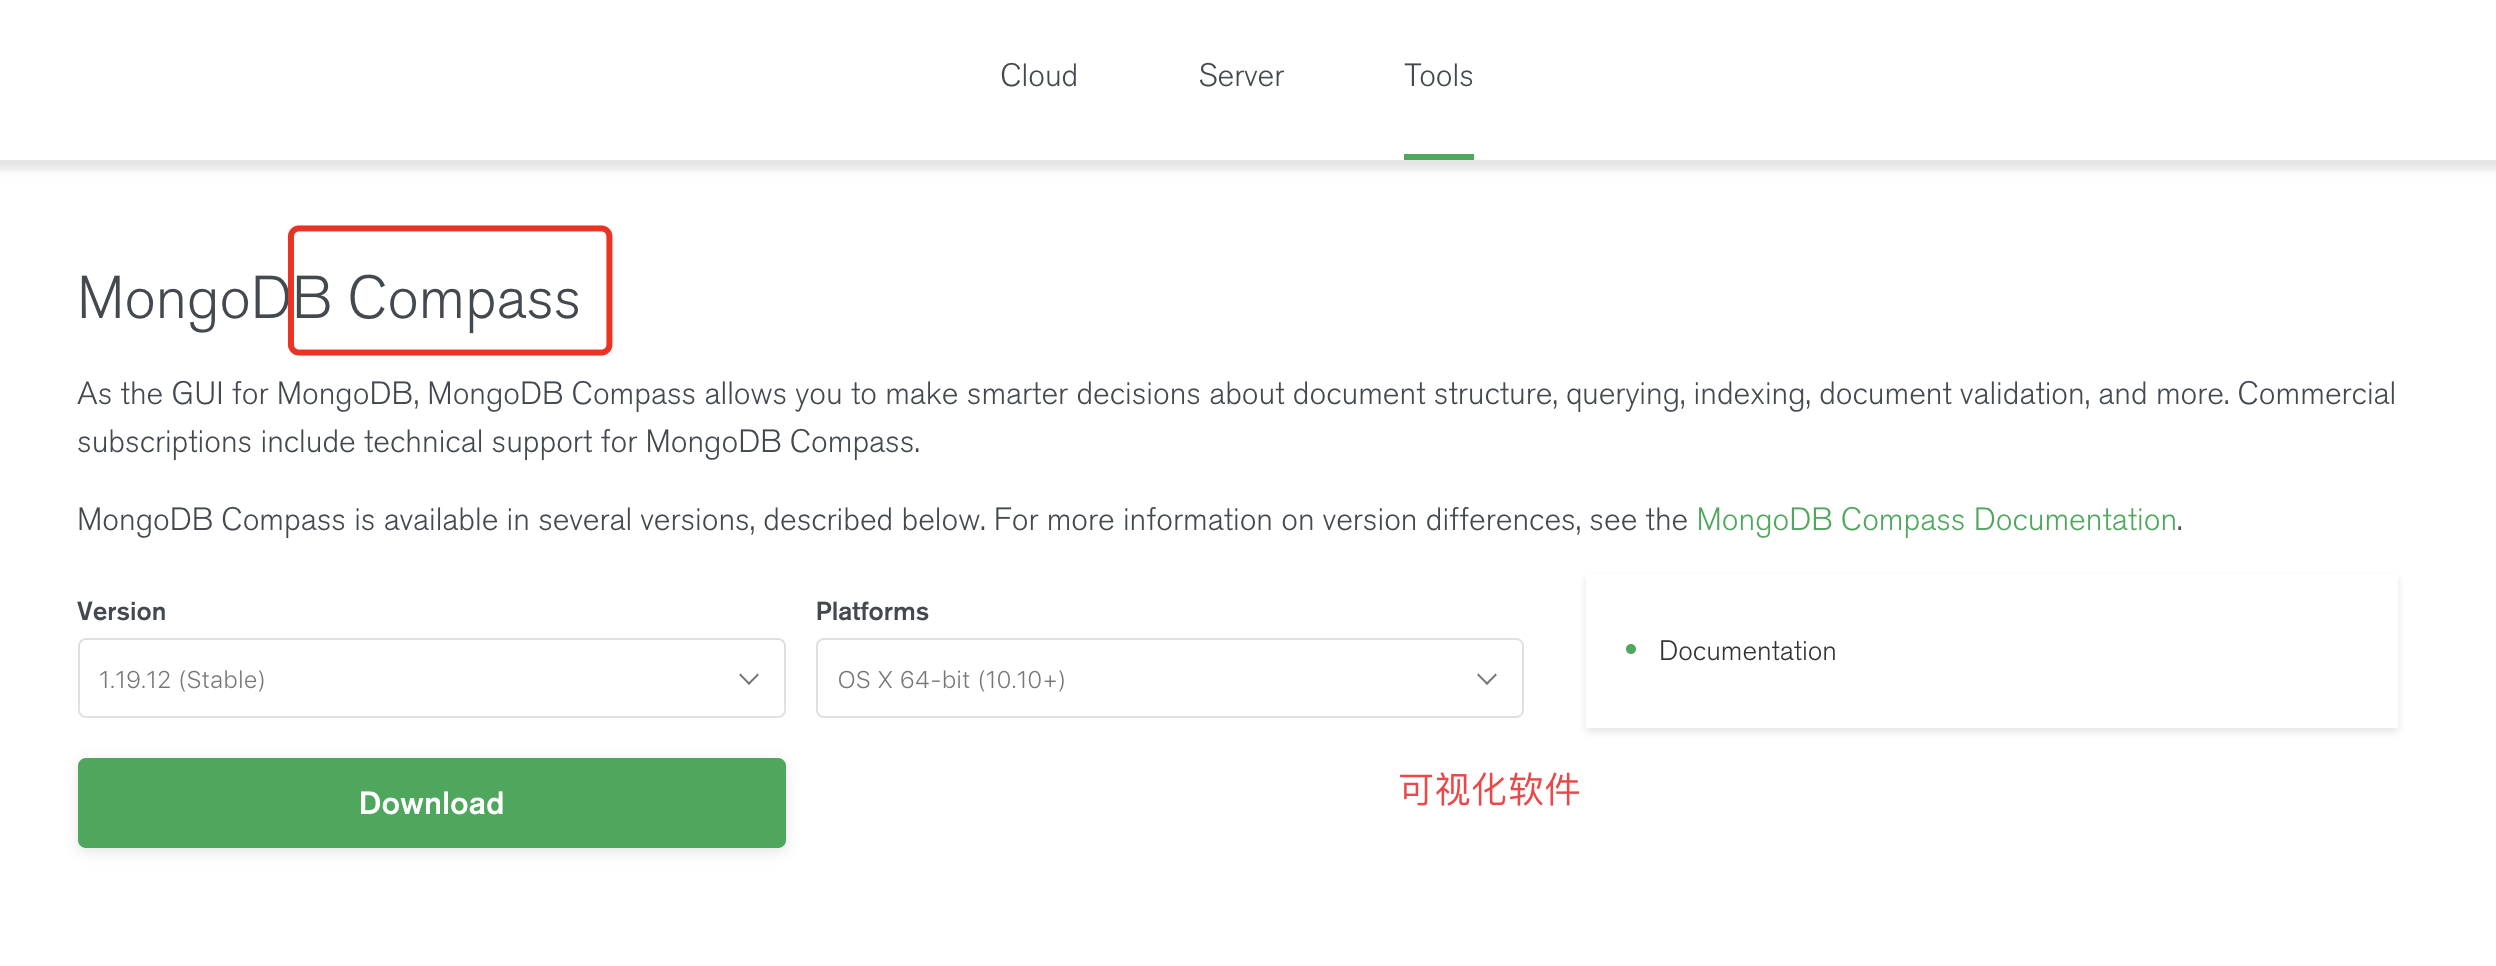 Cloud Server Tools
MongoDB Compass
As the GUI for MongoDB, MongoDB Compass allows you to make smarter decisions about document structure, querying, indexing, document validation, and more. Commercial
subscriptions include technical support for MongoDB Compass.
MongoDB Compass is available in several versions, described below. For more information on version differences, see the MongoDB Compass Documentation.
Version
1.19.12 (Stable)
Platforms
OS X 64-bit (10.10+)
Documentation
Download
可视化软件